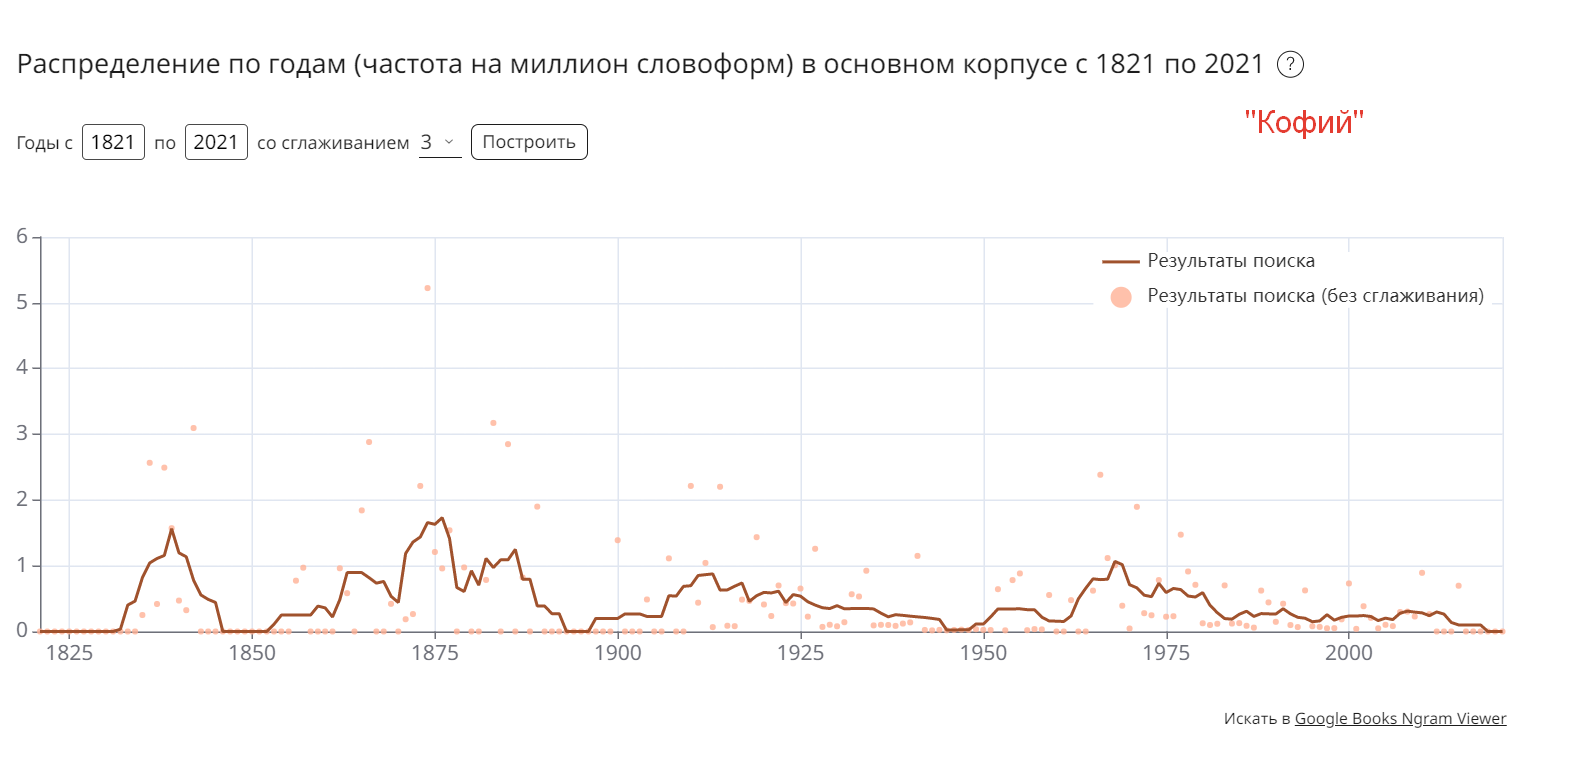 Распределение по годам (частота на миллион словоформ) в основном корпусе с 1821 по 2021 ?
"Кофий"
Годы с 1821 по 2021 со сглаживанием 3 Построить
Результаты поиска
Результаты поиска (без сглаживания)
6
5
4
3
2
1
0
1825 1850 1875 1900 1925 1950 1975 2000
Искать в Google Books Ngram Viewer